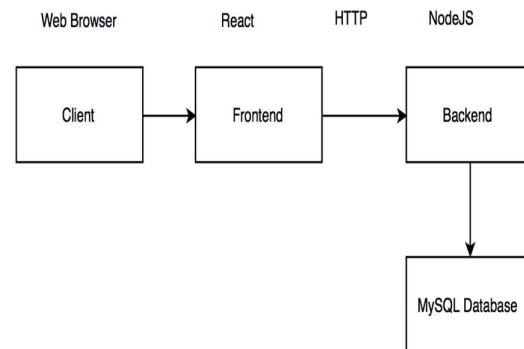 Web Browser
React
HTTP
NodeJS
Client
Frontend
Backend
MySQL Database